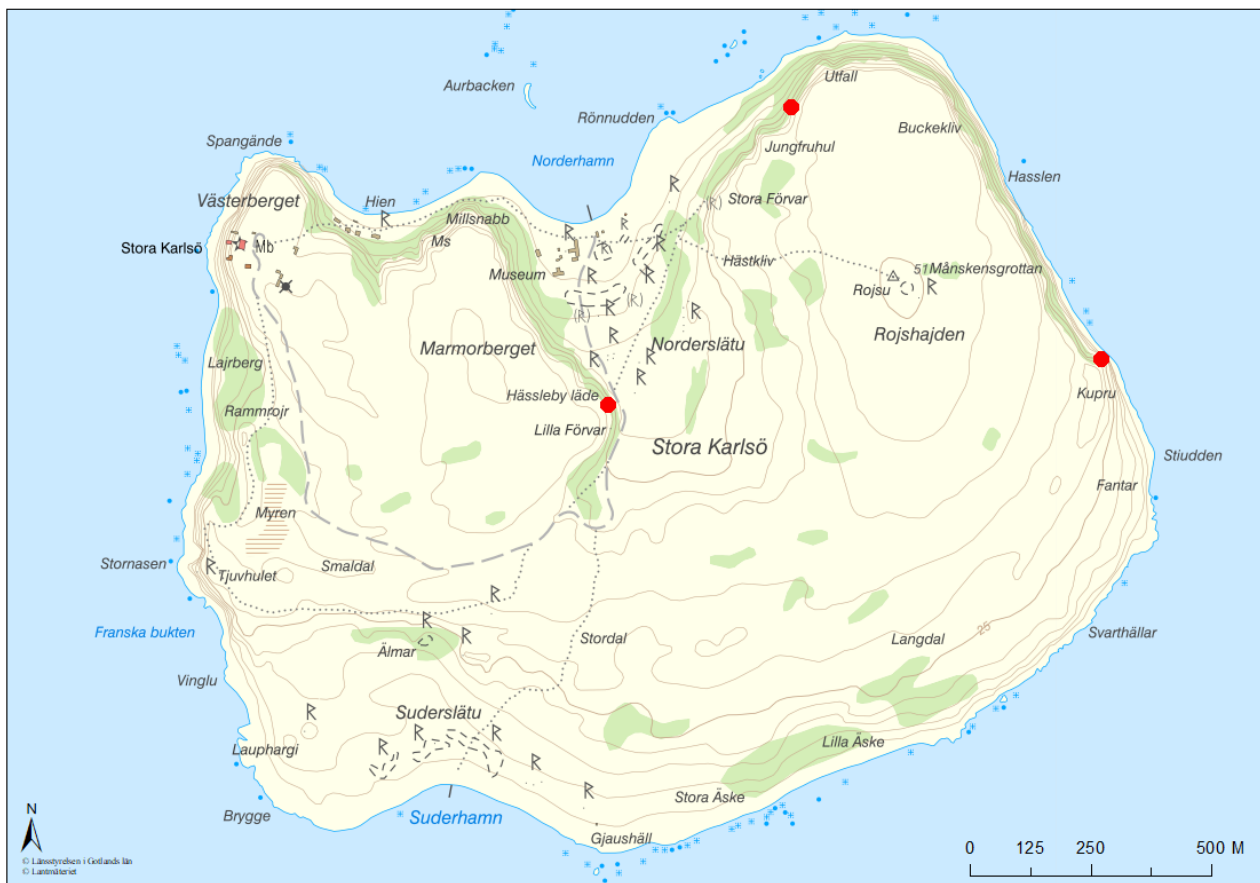 Utfall
Aurbacken
Rönnudden
Buckekliv
Spangände
Jungfruhul
Norderhamn
Hasslen
Västerberget
Hien
R
R
Stora Förvar
(R)
Millsnabb
Ms
R
R
R
Stora Karlsö
Mb
Museum
R
R
R
Hästkliv
51
Månskensgrottan
Rojsu
R
(R)
R
(R)
R
Rojshajden
R
Norderslätu
Marmorberget
R
R
Lajrberg
R
Kupru
Hässleby läde
Rammrojr
Lilla Förvar
Stora Karlsö
Stiudden
Fantar
Myren
Stornasen
R
Tjuvhulet
Smaldal
R
Franska bukten
R
R
Stordal
25
Langdal
Svarthällar
Älmar
Vinglu
R
Suderslätu
R
R
R
Lauphargi
Lilla Äske
R
Stora Äske
R
Brygge
Suderhamn
Gjaushäll
N
© Länsstyrelsen i Gotlands län
© Lantmäteriet
0 125 250 500 M